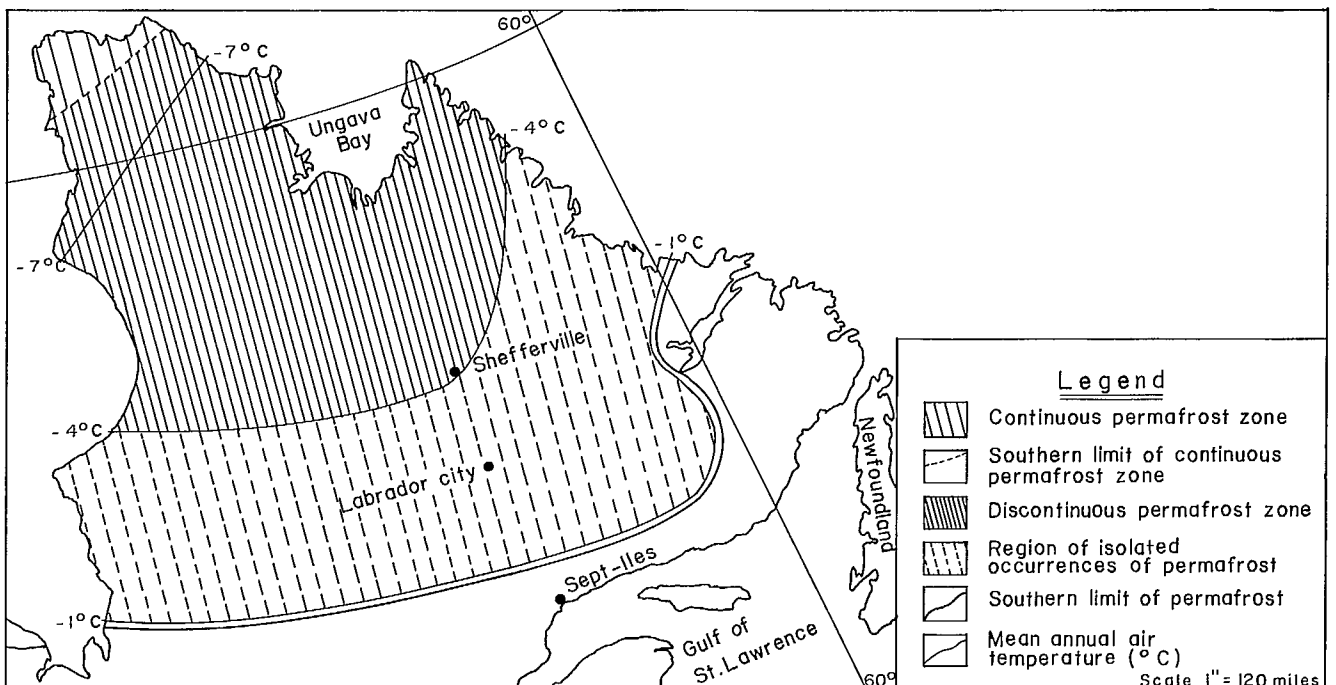 60°
-7°C
Ungava
Bay
-4°C
-1°C
-7°C
Shefferville
-4°C
Labrador city
Newfoundland
Sept-Iles
-1°C
Gulf of
St. Lawrence
60°
Legend
Continuous permafrost zone
Southern limit of continuous
permafrost zone
Discontinuous permafrost zone
Region of isolated
occurrences of permafrost
Southern limit of permafrost
Mean annual air
temperature (°C)
Scale 1" = 120 miles